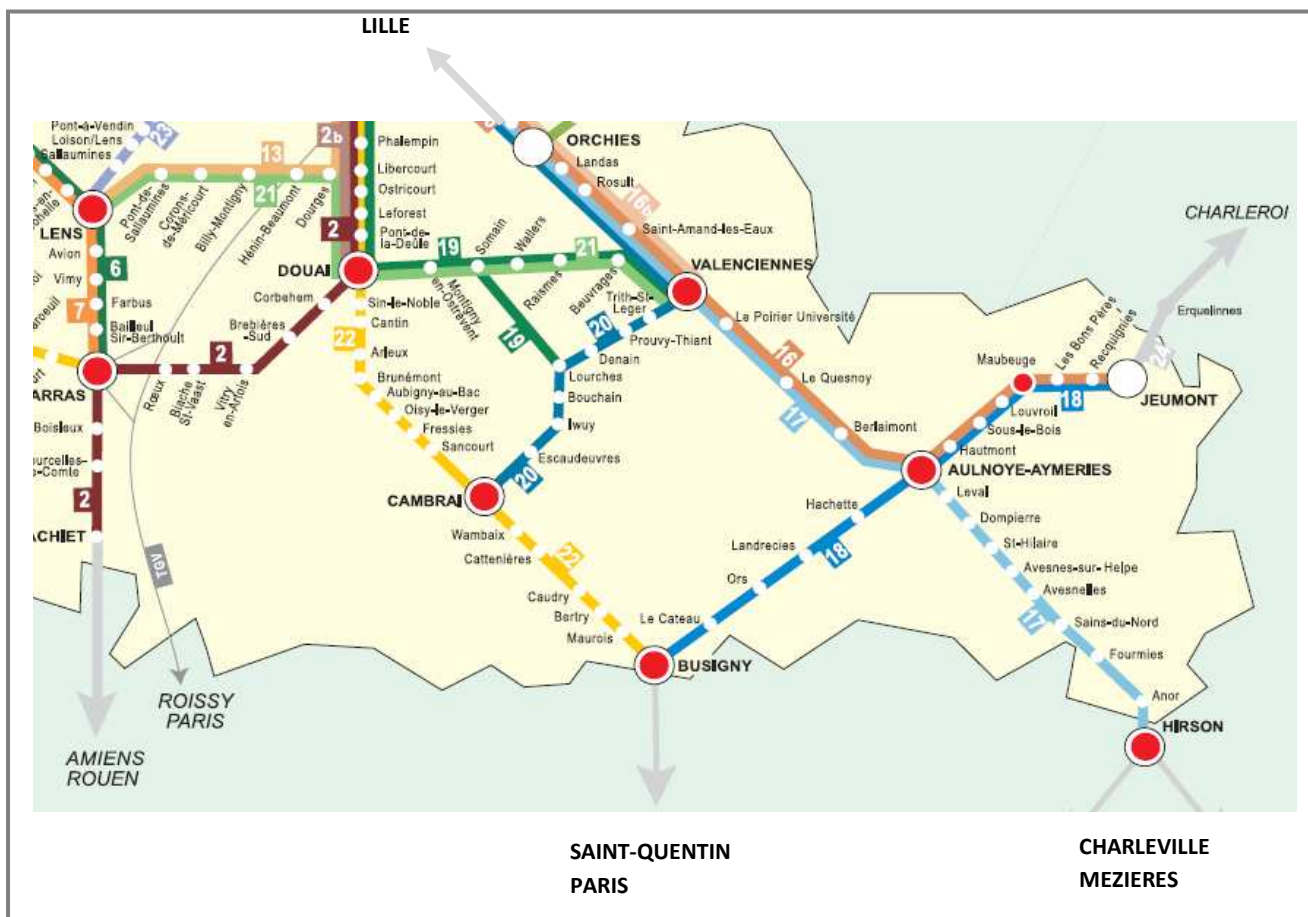 LILLE
Pont-à-Vendin
Loison/Lens
Sallaumines
23
2b
Phalempin
ORCHIES
Landas
13
21
Libercourt
Ostricourt
Rosult
16b
Leforest
Pont-de-
la-Deûle
Saint-Amand-les-Eaux
CHARLEROI
Pont-de-
Sallaumines
Corons-
de-Méricourt
Billy-Montigny
Hénin-Beaumont
Dourges
LENS
2
19
Somain
Wallers
21
VALENCIENNES
Avion
6
DOUAI
Vimy
Montigny
en-Ostrevent
Raismes
Beuvrages
Trith-St-
Léger
7
Farbus
Corbehem
Sin-le-Noble
20
Le Poirier Université
Erquelinnes
Bailleul
Sir-Berthoult
Brebières
-Sud
Cantin
22
19
Prouvy-Thiant
16
Les Bons Pères
Recquignies
24
Arleux
Denain
Maubeuge
ARRAS
2
Rœux
Biache
St-Vaast
Vitry
en-Artois
Brunémont
Lourches
Le Quesnoy
JEUMONT
18
Aubigny-au-Bac
Bouchain
17
Louvroil
Oisy-le-Verger
Boisleux
Fressies
Iwuy
Berlaimont
Sous-le-Bois
Sancourt
Hautmont
Escaudeuvres
20
AULNOYE-AYMERIES
2
CAMBRAI
Hachette
Leval
ACHIET
Wambaix
Dompierre
Cattenières
22
Landrecies
18
St-Hilaire
TGV
Ors
Avesnes-sur-Helpe
Caudry
Avesnelles
Bertry
Le Cateau
17
Sains-du-Nord
Maurois
BUSIGNY
Fourmies
ROISSY
PARIS
Anor
AMIENS
ROUEN
HIRSON
SAINT-QUENTIN
PARIS
CHARLEVILLE
MEZIERES